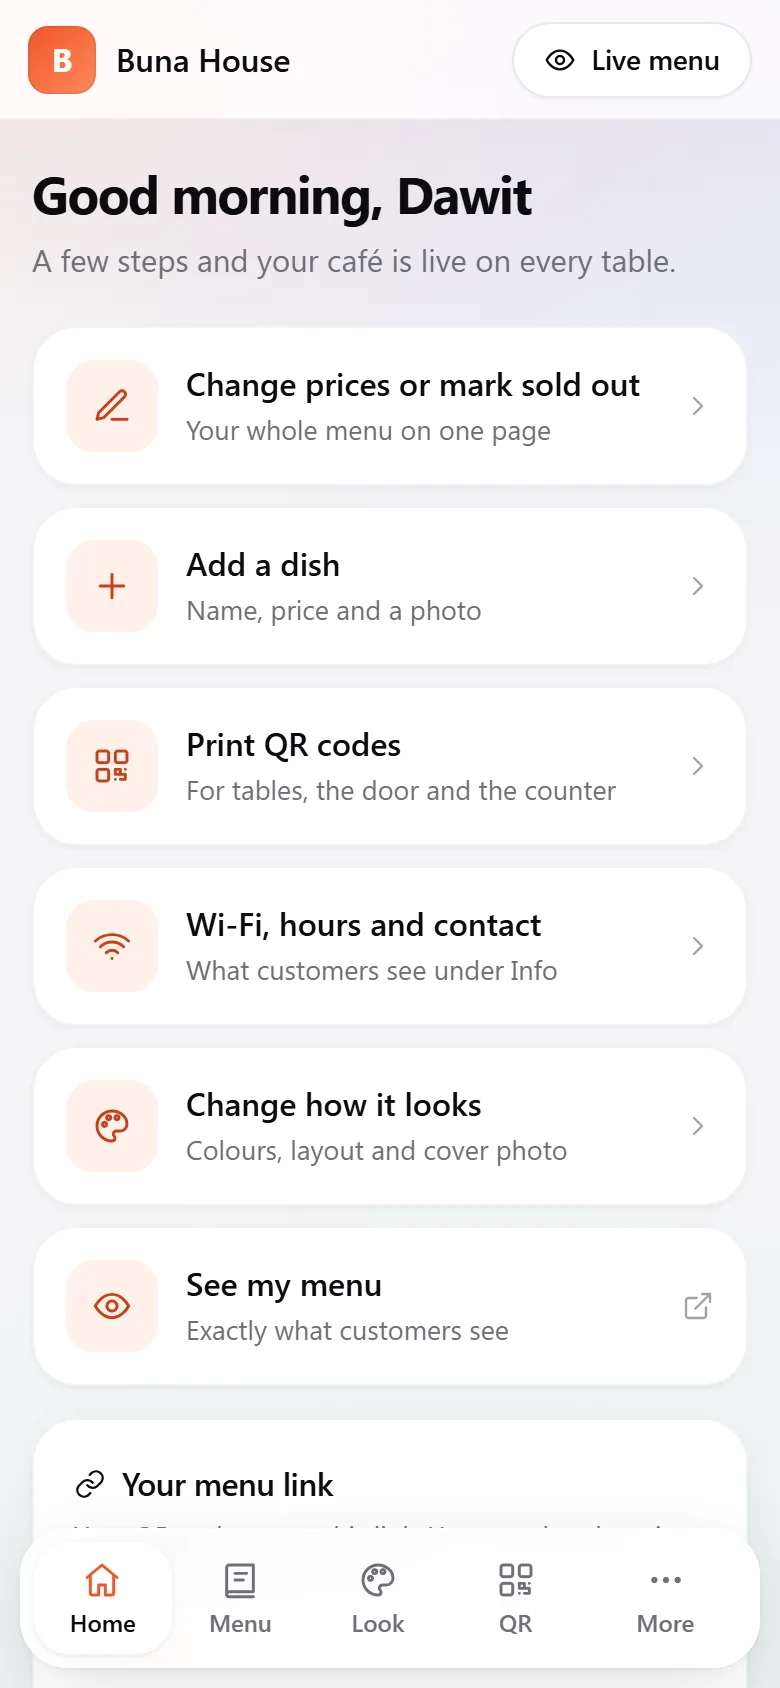 B
Buna House
Live menu
Good morning, Dawit
A few steps and your café is live on every table.
Change prices or mark sold out
Your whole menu on one page
Add a dish
Name, price and a photo
Print QR codes
For tables, the door and the counter
Wi-Fi, hours and contact
What customers see under Info
Change how it looks
Colours, layout and cover photo
See my menu
Exactly what customers see
Your menu link
Home
Menu
Look
QR
More